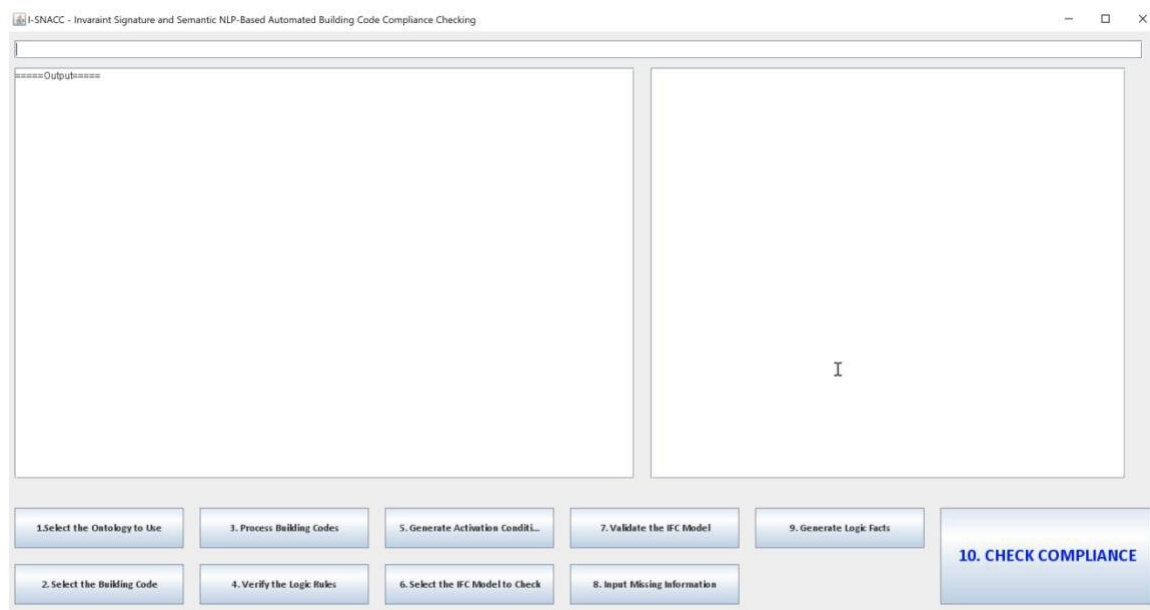 I-SNACC - Invaraint Signature and Semantic NLP-Based Automated Building Code Compliance Checking
=====Output=====
1.Select the Ontology to Use
3. Process Building Codes
5. Generate Activation Conditi...
7. Validate the IFC Model
9. Generate Logic Facts
10. CHECK COMPLIANCE
2. Select the Building Code
4. Verify the Logic Rules
6. Select the IFC Model to Check
8. Input Missing Information